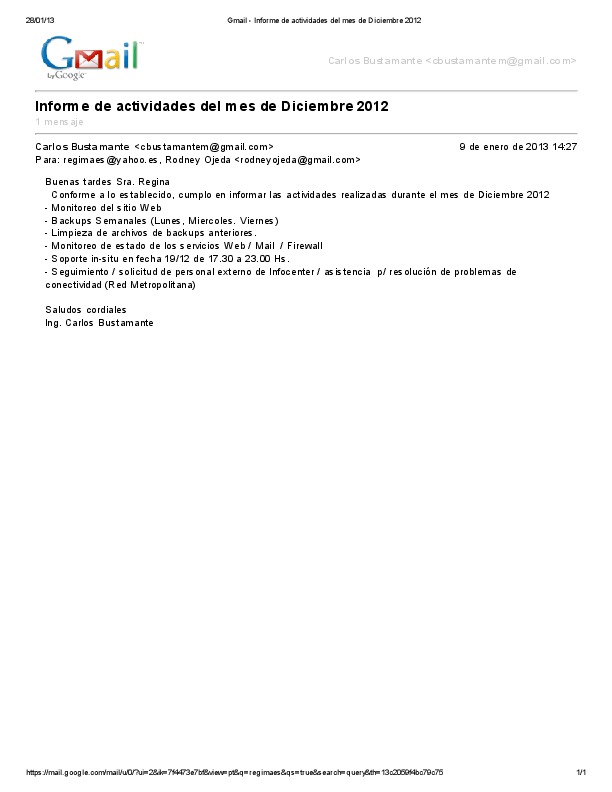 28/01/13 Gmail - Informe de actividades del mes de Diciembre 2012
Gmail
by Google
Carlos Bustamante <cbustamantem@gmail.com>
Informe de actividades del mes de Diciembre 2012
1 mensaje
Carlos Bustamante <cbustamantem@gmail.com> 9 de enero de 2013 14:27
Para: regimaes@yahoo.es, Rodney Ojeda <rodneyojeda@gmail.com>
Buenas tardes Sra. Regina
Conforme a lo establecido, cumplo en informar las actividades realizadas durante el mes de Diciembre 2012
- Monitoreo del sitio Web
- Backups Semanales (Lunes, Miercoles. Viernes)
- Limpieza de archivos de backups anteriores.
- Monitoreo de estado de los servicios Web / Mail / Firewall
- Soporte in-situ en fecha 19/12 de 17.30 a 23.00 Hs.
- Seguimiento / solicitud de personal externo de Infocenter / asistencia p/ resolución de problemas de
conectividad (Red Metropolitana)
Saludos cordiales
Ing. Carlos Bustamante
https://mail.google.com/mail/u/0/?ui=2&ik=7f4473e7bf&view=pt&q=regimaes&qs=true&search=query&th=13c2059f4bc79c75 1/1